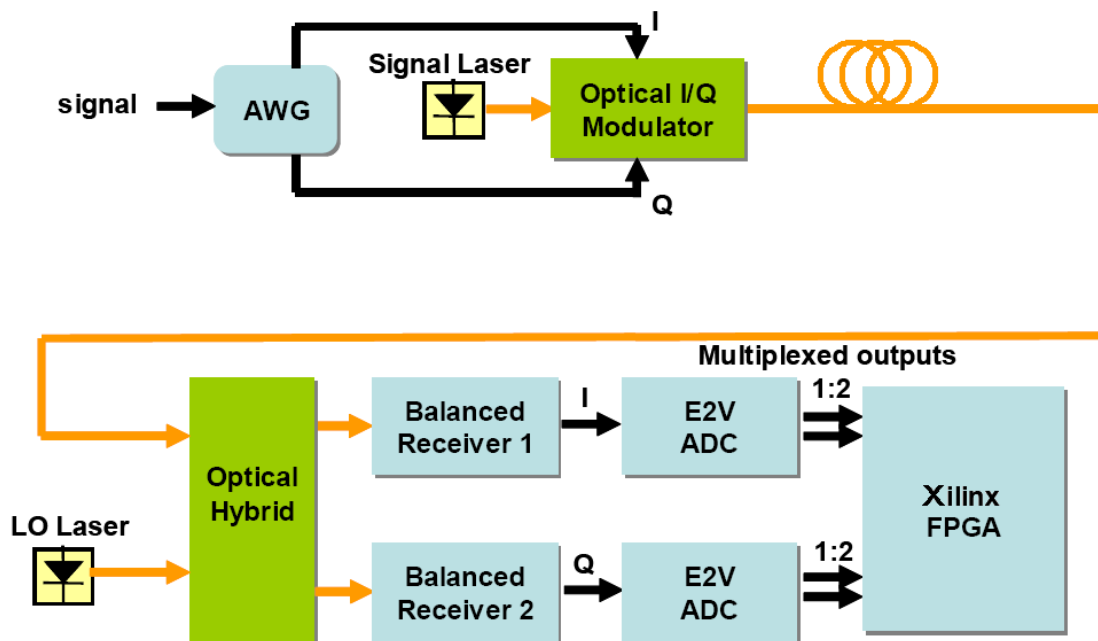 I
Signal Laser
signal
AWG
Optical I/Q
Modulator
Q
Multiplexed outputs
I
1:2
Balanced
Receiver 1
E2V
ADC
Optical
Hybrid
Xilinx
FPGA
LO Laser
Q
1:2
Balanced
Receiver 2
E2V
ADC